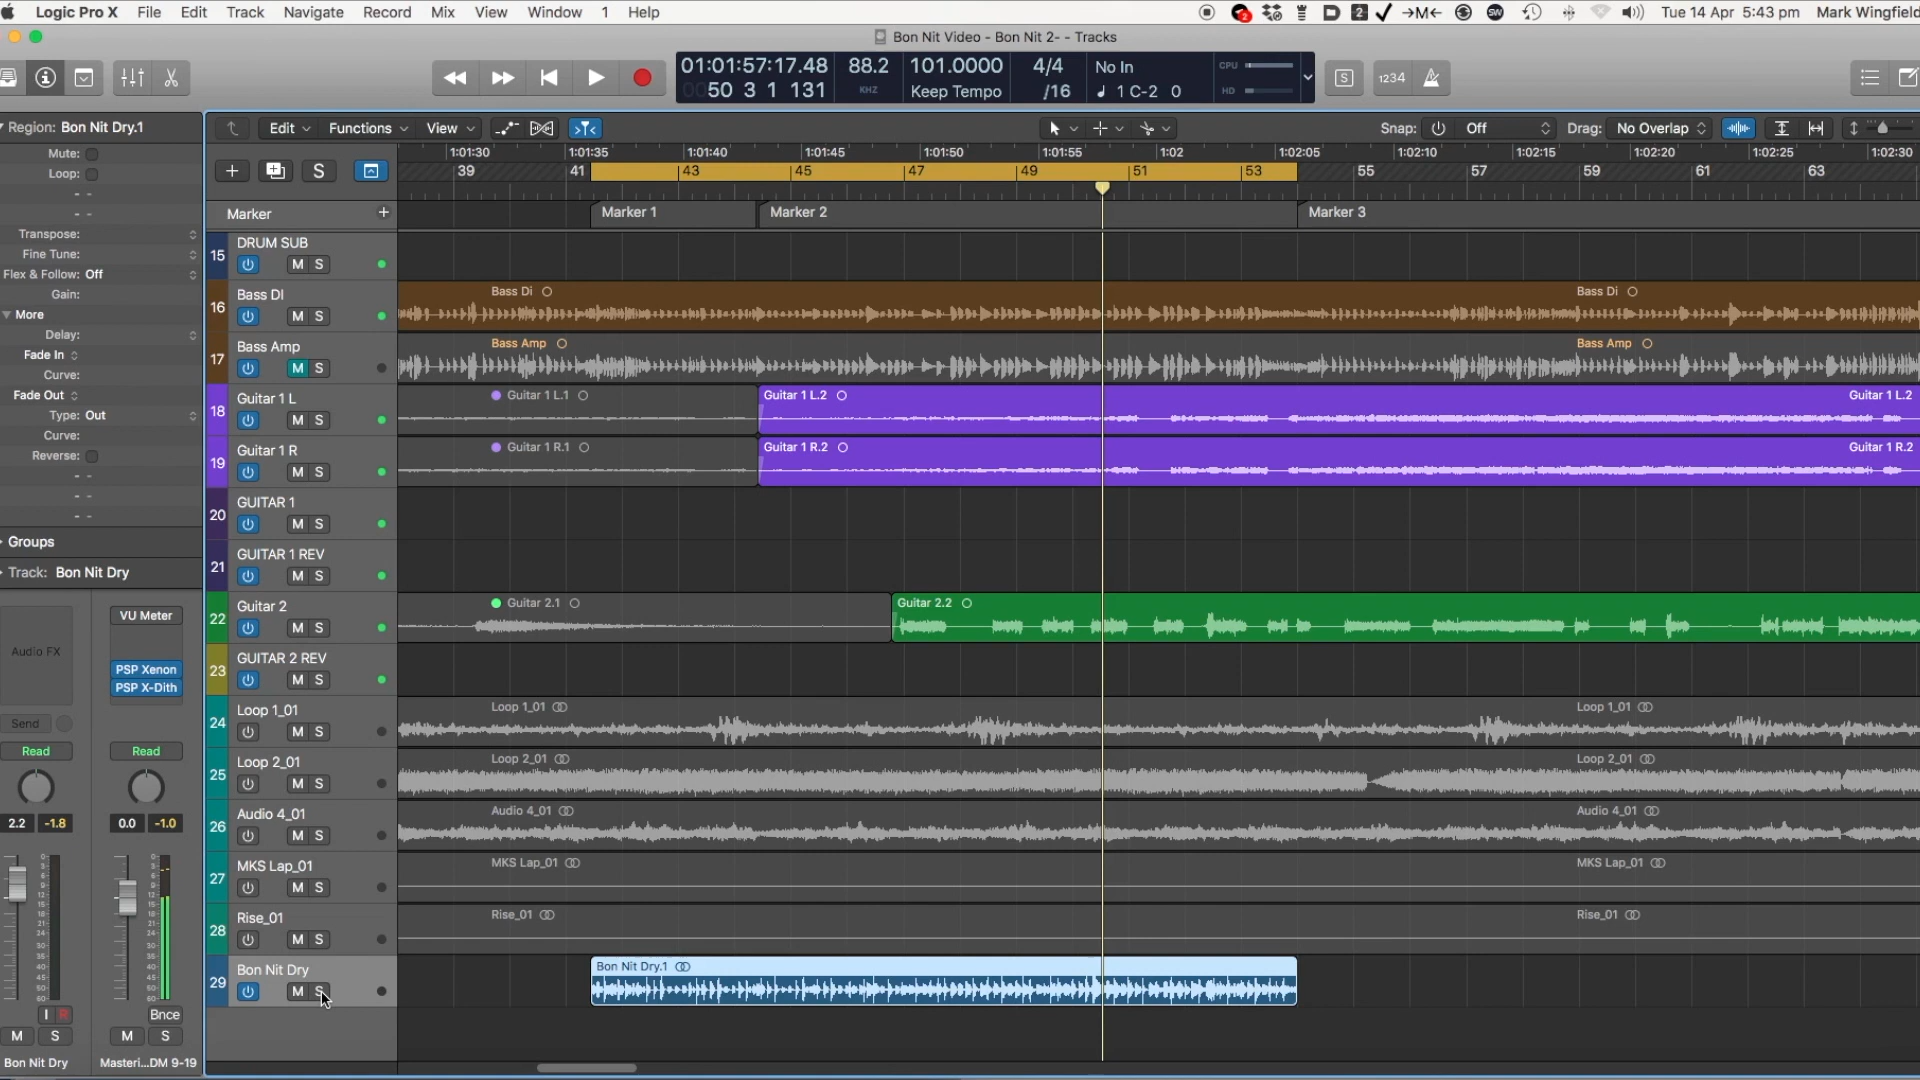 Logic Pro X File Edit Track Navigate Record Mix View Window 1 Help 2 →M← SW Tue 14 Apr 5:43 pm Mark Wingfield
Bon Nit Video - Bon Nit 2- - Tracks
01:01:57:17.48 88.2 101.0000 4/4 No In CPU
0050 3 1 131 KHZ Keep Tempo /16 1 C-2 0 HD
S 1234
Region: Bon Nit Dry.1
Mute:
Loop:
- -
- -
Transpose:
Fine Tune:
Flex & Follow: Off
Gain:
More
Delay:
Fade In
Curve:
Fade Out
Type: Out
Curve:
Reverse:
- -
- -
- -
Groups
Track: Bon Nit Dry
VU Meter
Audio FX
PSP Xenon
PSP X-Dith
Send
Read Read
2.2 -1.8 0.0 -1.0
I R Bnce
M S M S
Bon Nit Dry Masteri...DM 9-19
Edit Functions View Snap: Off Drag: No Overlap
1:01:30 1:01:35 1:01:40 1:01:45 1:01:50 1:01:55 1:02 1:02:05 1:02:10 1:02:15 1:02:20 1:02:25 1:02:30
S 39 41 43 45 47 49 51 53 55 57 59 61 63
Marker Marker 1 Marker 2 Marker 3
15 DRUM SUB
M S
16 Bass DI Bass Di Bass Di
M S
17 Bass Amp Bass Amp Bass Amp
M S
18 Guitar 1 L Guitar 1 L.1 Guitar 1 L.2 Guitar 1 L.2
M S
19 Guitar 1 R Guitar 1 R.1 Guitar 1 R.2 Guitar 1 R.2
M S
20 GUITAR 1
M S
21 GUITAR 1 REV
M S
22 Guitar 2 Guitar 2.1 Guitar 2.2
M S
23 GUITAR 2 REV
M S
24 Loop 1_01 Loop 1_01 Loop 1_01
M S
25 Loop 2_01 Loop 2_01 Loop 2_01
M S
26 Audio 4_01 Audio 4_01 Audio 4_01
M S
27 MKS Lap_01 MKS Lap_01 MKS Lap_01
M S
28 Rise_01 Rise_01 Rise_01
M S
29 Bon Nit Dry Bon Nit Dry.1
M S